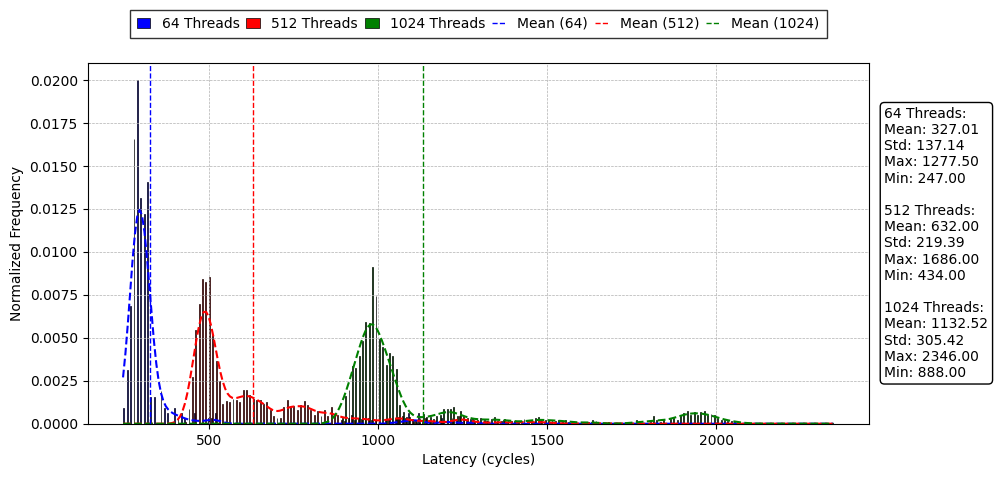 64 Threads 512 Threads 1024 Threads Mean (64) Mean (512) Mean (1024)
0.0200
0.0175
0.0150
0.0125
0.0100
0.0075
0.0050
0.0025
0.0000
Normalized Frequency
500 1000 1500 2000
Latency (cycles)
64 Threads:
Mean: 327.01
Std: 137.14
Max: 1277.50
Min: 247.00
512 Threads:
Mean: 632.00
Std: 219.39
Max: 1686.00
Min: 434.00
1024 Threads:
Mean: 1132.52
Std: 305.42
Max: 2346.00
Min: 888.00